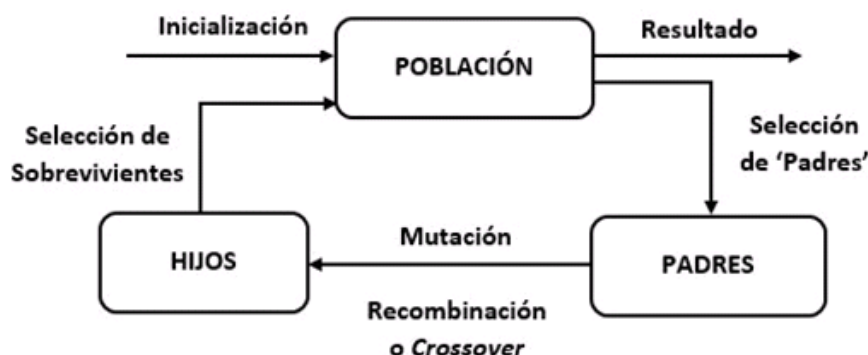 Inicialización
Resultado
POBLACIÓN
Selección de
Sobrevivientes
Selección
de ‘Padres’
HIJOS
Mutación
PADRES
Recombinación
o Crossover